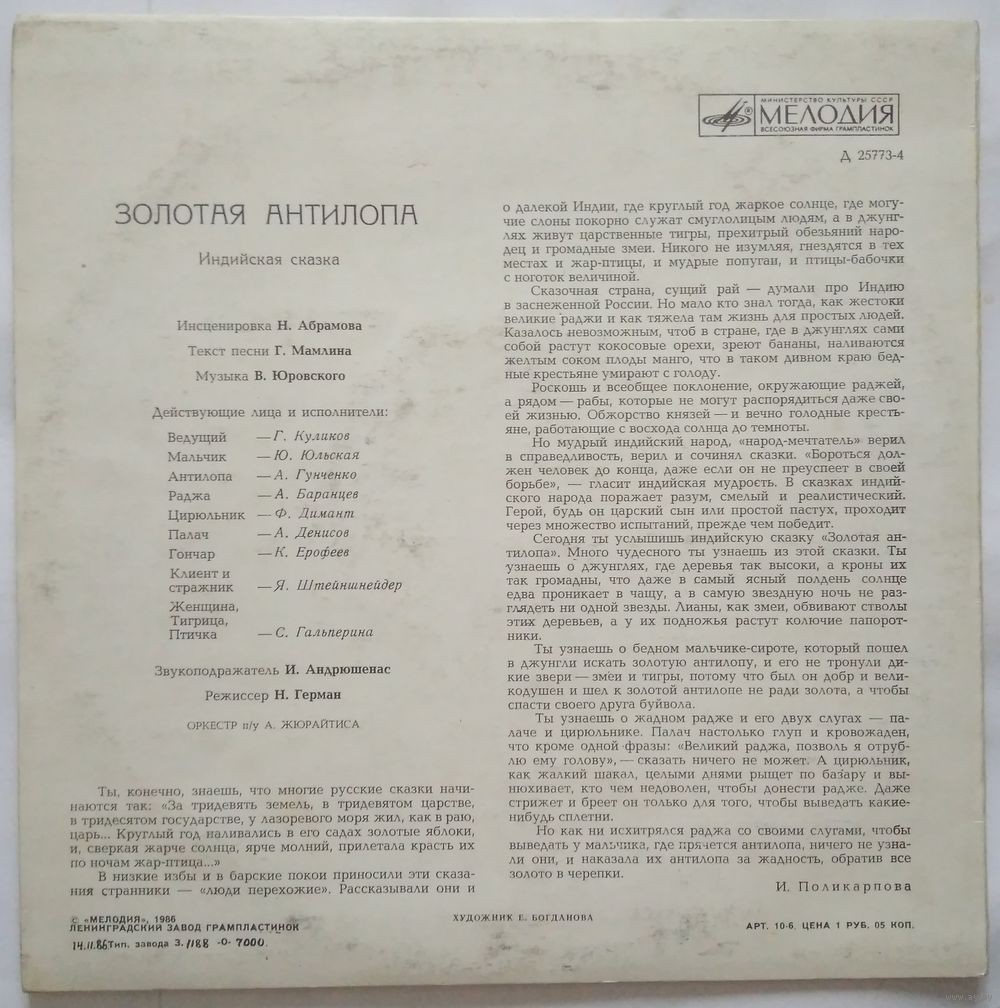 МИНИСТЕРСТВО КУЛЬТУРЫ СССР
МЕЛОДИЯ
ВСЕСОЮЗНАЯ ФИРМА ГРАМПЛАСТИНОК
Д 25773-4
ЗОЛОТАЯ АНТИЛОПА
Индийская сказка
Инсценировка Н. Абрамова
Текст песни Г. Мамлина
Музыка В. Юровского
Действующие лица и исполнители:
Ведущий — Г. Куликов
Мальчик — Ю. Юльская
Антилопа — А. Гунченко
Раджа — А. Баранцев
Цирюльник — Ф. Димант
Палач — А. Денисов
Гончар — К. Ерофеев
Клиент и
стражник — Я. Штейншнейдер
Женщина,
Тигрица,
Птичка — С. Гальперина
Звукоподражатель И. Андрюшенас
Режиссер Н. Герман
ОРКЕСТР п/у А. ЖЮРАЙТИСА
Ты, конечно, знаешь, что многие русские сказки начи-
наются так: «За тридевять земель, в тридевятом царстве,
в тридесятом государстве, у лазоревого моря жил, как в раю,
царь... Круглый год наливались в его садах золотые яблоки,
и, сверкая жарче солнца, ярче молний, прилетала красть их
по ночам жар-птица...»
В низкие избы и в барские покои приносили эти сказа-
ния странники — «люди перехожие». Рассказывали они и
о далекой Индии, где круглый год жаркое солнце, где могу-
чие слоны покорно служат смуглолицым людям, а в джунг-
лях живут царственные тигры, прехитрый обезьяний наро-
дец и громадные змеи. Никого не изумляя, гнездятся в тех
местах и жар-птицы, и мудрые попугаи, и птицы-бабочки
с ноготок величиной.
Сказочная страна, сущий рай — думали про Индию
в заснеженной России. Но мало кто знал тогда, как жестоки
великие раджи и как тяжела там жизнь для простых людей.
Казалось невозможным, чтоб в стране, где в джунглях сами
собой растут кокосовые орехи, зреют бананы, наливаются
желтым соком плоды манго, что в таком дивном краю бед-
ные крестьяне умирают с голоду.
Роскошь и всеобщее поклонение, окружающие раджей,
а рядом — рабы, которые не могут распорядиться даже сво-
ей жизнью. Обжорство князей — и вечно голодные кресть-
яне, работающие с восхода солнца до темноты.
Но мудрый индийский народ, «народ-мечтатель» верил
в справедливость, верил и сочинял сказки. «Бороться дол-
жен человек до конца, даже если он не преуспеет в своей
борьбе», — гласит индийская мудрость. В сказках индий-
ского народа поражает разум, смелый и реалистический.
Герой, будь он царский сын или простой пастух, проходит
через множество испытаний, прежде чем победит.
Сегодня ты услышишь индийскую сказку «Золотая ан-
тилопа». Много чудесного ты узнаешь из этой сказки. Ты
узнаешь о джунглях, где деревья так высоки, а кроны их
так громадны, что даже в самый ясный полдень солнце
едва проникает в чащу, а в самую звездную ночь не раз-
глядеть ни одной звезды. Лианы, как змеи, обвивают стволы
этих деревьев, а у их подножья растут колючие папорот-
ники.
Ты узнаешь о бедном мальчике-сироте, который пошел
в джунгли искать золотую антилопу, и его не тронули ди-
кие звери — змеи и тигры, потому что был он добр и вели-
кодушен и шел к золотой антилопе не ради золота, а чтобы
спасти своего друга буйвола.
Ты узнаешь о жадном радже и его двух слугах — па-
лаче и цирюльнике. Палач настолько глуп и кровожаден,
что кроме одной фразы: «Великий раджа, позволь я отруб-
лю ему голову», — сказать ничего не может. А цирюльник,
как жалкий шакал, целыми днями рыщет по базару и вы-
нюхивает, кто чем недоволен, чтобы донести радже. Даже
стрижет и бреет он только для того, чтобы выведать какие-
нибудь сплетни.
Но как ни исхитрялся раджа со своими слугами, чтобы
выведать у мальчика, где прячется антилопа, ничего не узна-
ли они, и наказала их антилопа за жадность, обратив все
золото в черепки.
И. Поликарпова
© «МЕЛОДИЯ», 1986
ЛЕНИНГРАДСКИЙ ЗАВОД ГРАМПЛАСТИНОК
14.11.86 Тип. завода З. 1188 -0- 7000.
ХУДОЖНИК Е. БОГДАНОВА
АРТ. 10-6. ЦЕНА 1 РУБ. 05 КОП.